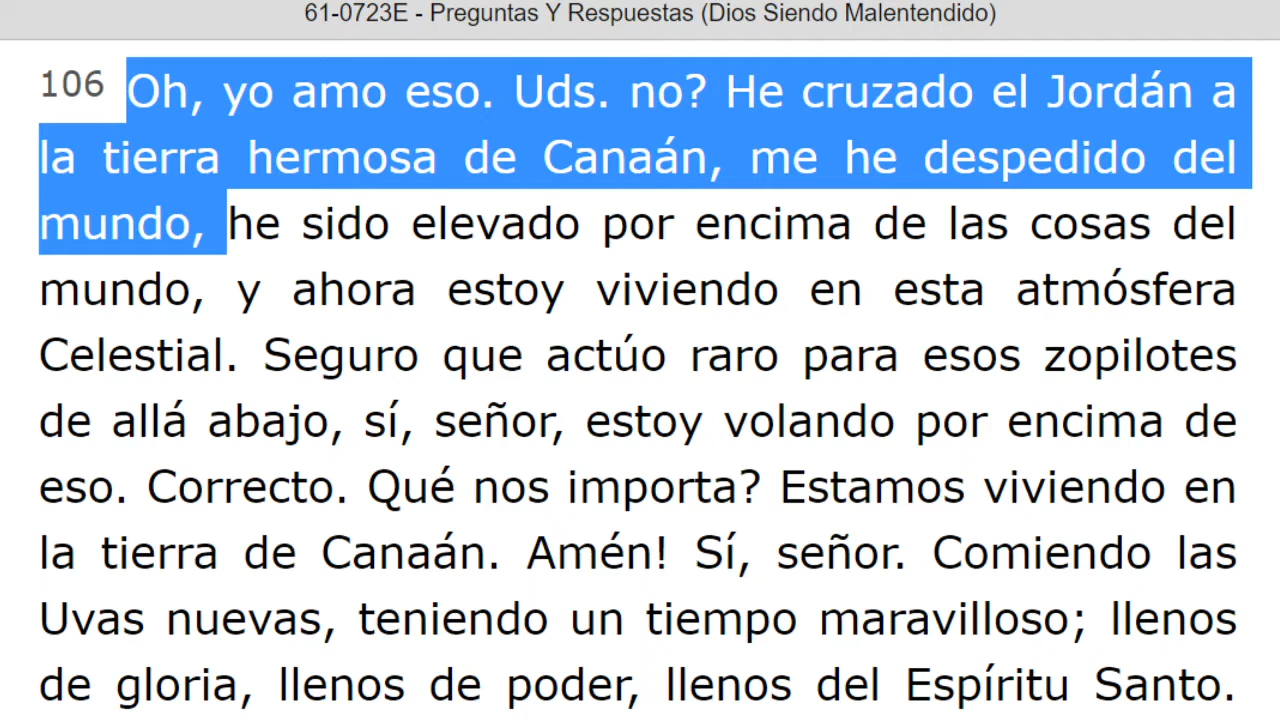 61-0723E - Preguntas Y Respuestas (Dios Siendo Malentendido)
106 Oh, yo amo eso. Uds. no? He cruzado el Jordán a
la tierra hermosa de Canaán, me he despedido del
mundo, he sido elevado por encima de las cosas del
mundo, y ahora estoy viviendo en esta atmósfera
Celestial. Seguro que actúo raro para esos zopilotes
de allá abajo, sí, señor, estoy volando por encima de
eso. Correcto. Qué nos importa? Estamos viviendo en
la tierra de Canaán. Amén! Sí, señor. Comiendo las
Uvas nuevas, teniendo un tiempo maravilloso; llenos
de gloria, llenos de poder, llenos del Espíritu Santo.